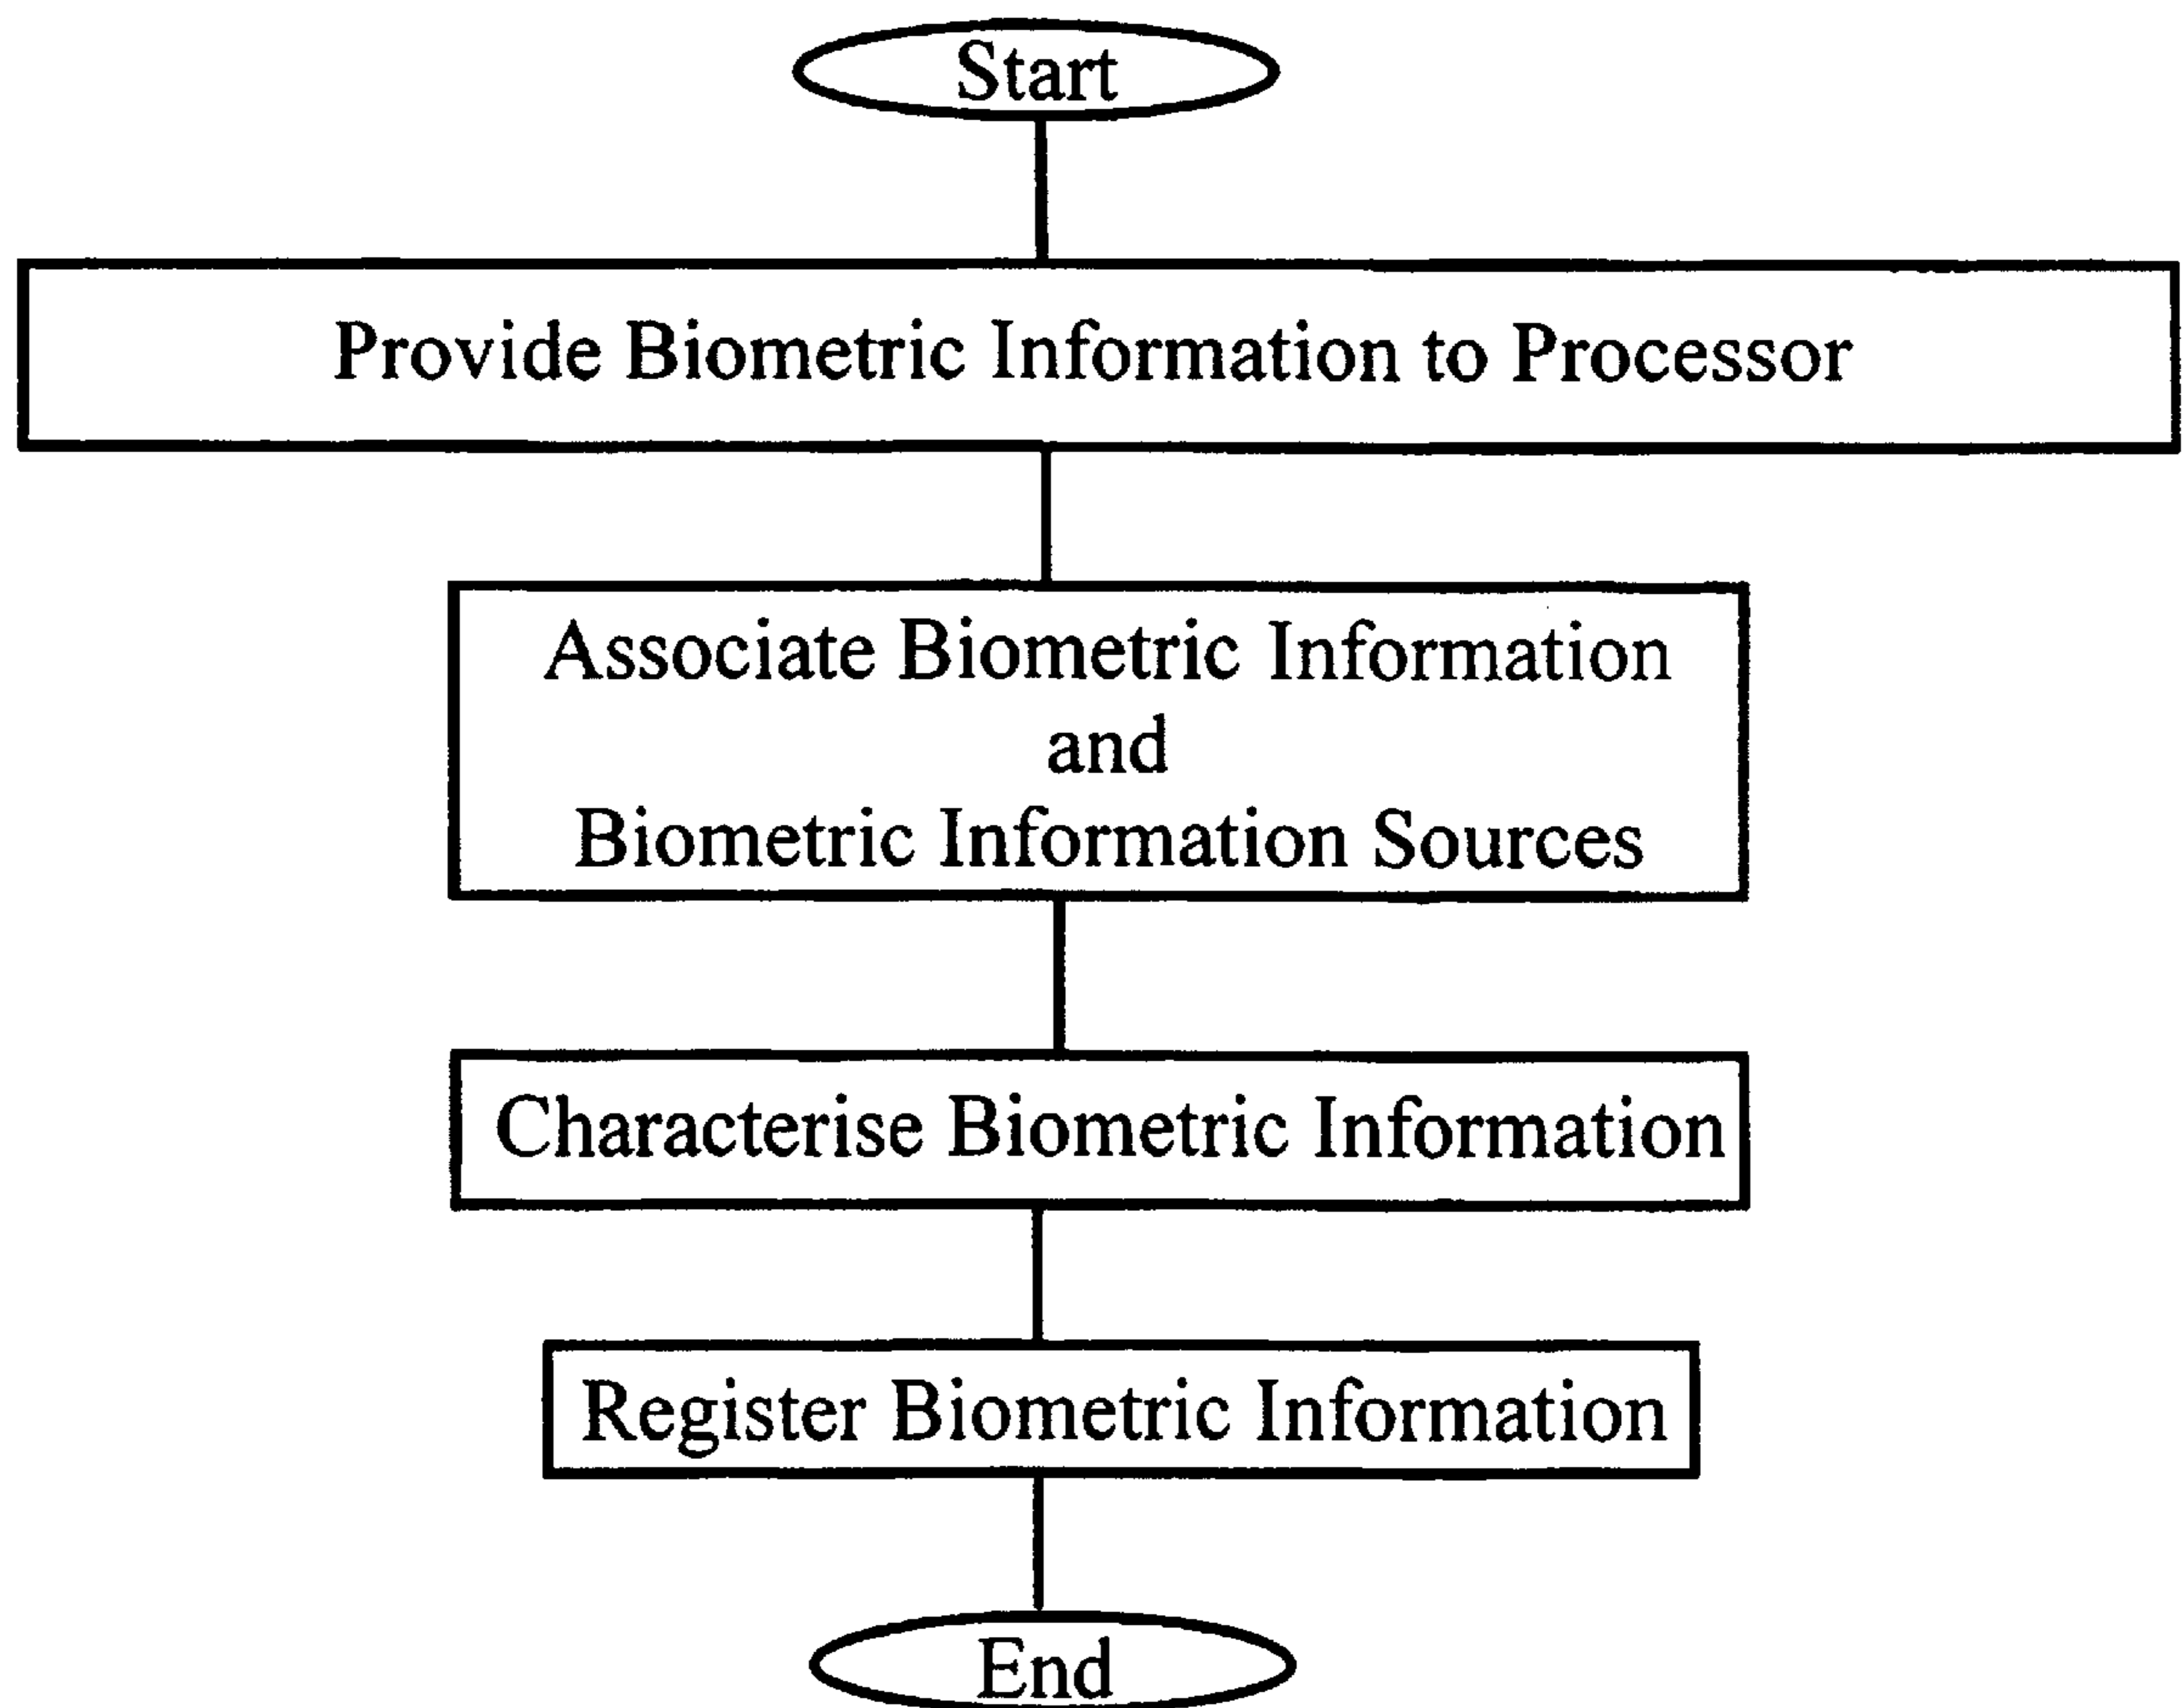 Start
Provide Biometric Information to Processor
Associate Biometric Information
and
Biometric Information Sources
Characterise Biometric Information
Register Biometric Information
End